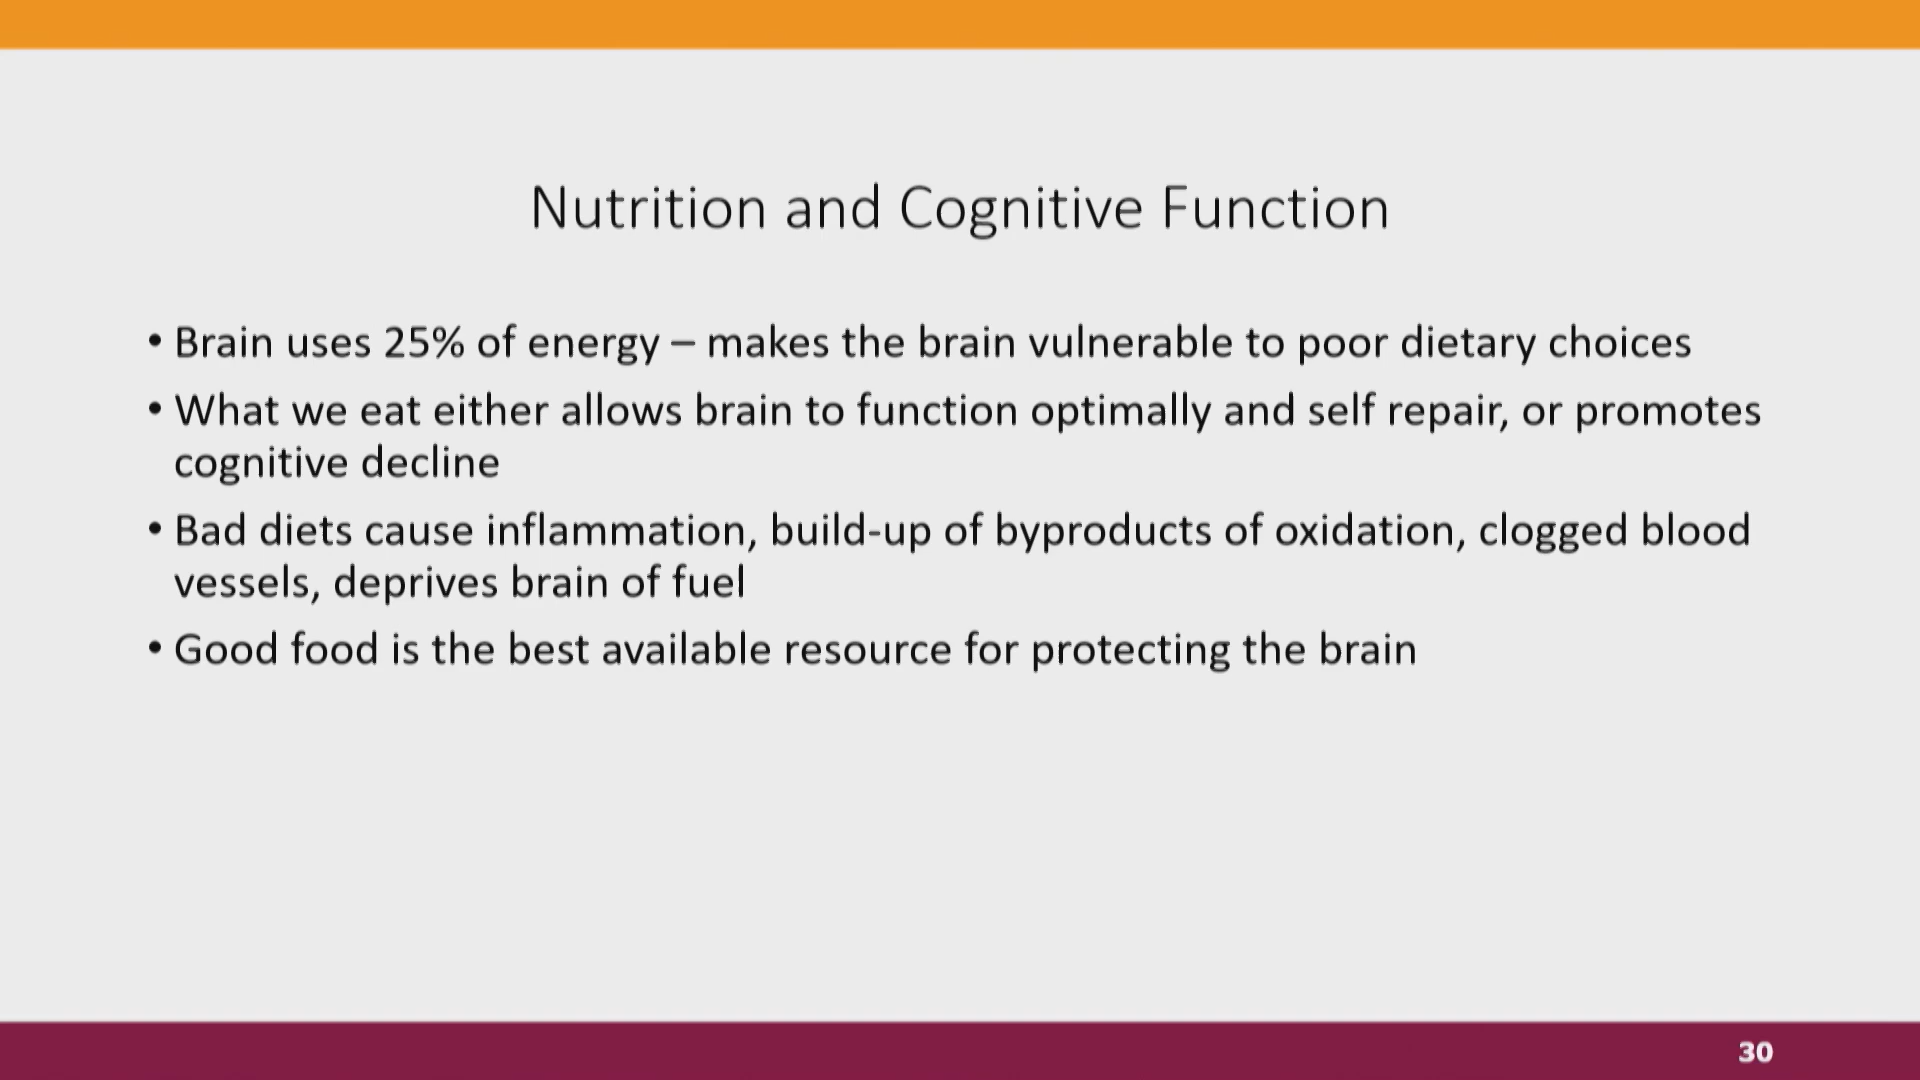 Nutrition and Cognitive Function
• Brain uses 25% of energy – makes the brain vulnerable to poor dietary choices
• What we eat either allows brain to function optimally and self repair, or promotes
cognitive decline
• Bad diets cause inflammation, build-up of byproducts of oxidation, clogged blood
vessels, deprives brain of fuel
• Good food is the best available resource for protecting the brain
30